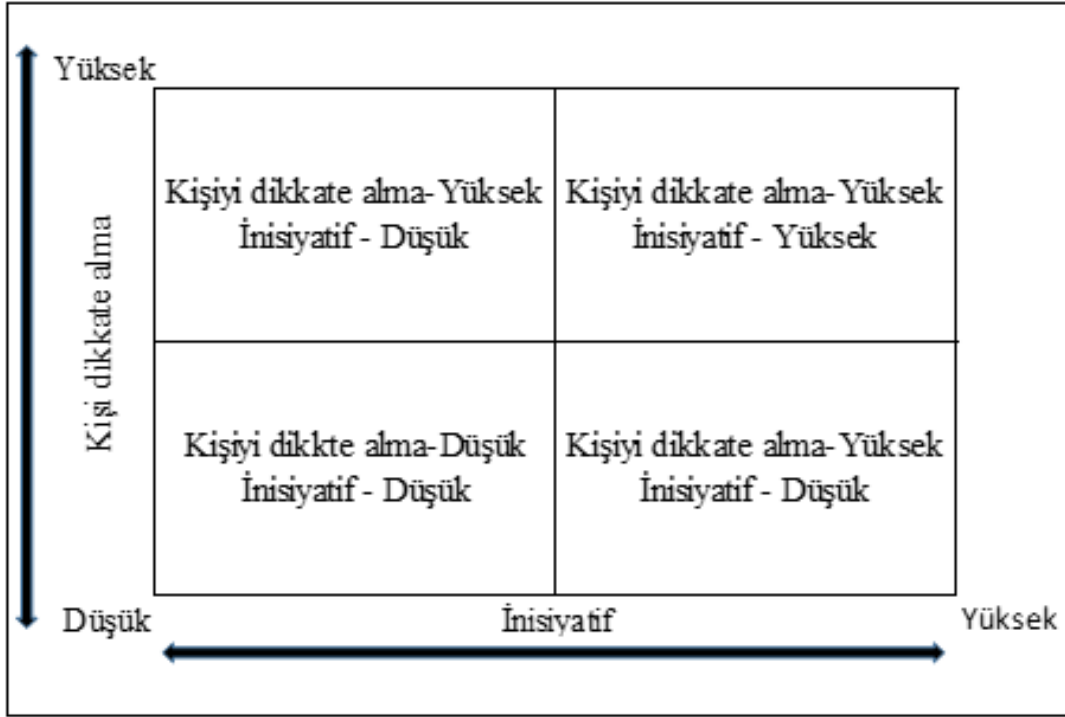 Yüksek
Kişiyi dikkate alma-Yüksek
İnisiyatif - Düşük
Kişiyi dikkate alma-Yüksek
İnisiyatif - Yüksek
Kişi dikkate alma
Kişiyi dikkte alma-Düşük
İnisiyatif - Düşük
Kişiyi dikkate alma-Yüksek
İnisiyatif - Düşük
Düşük
İnisiyatif
Yüksek